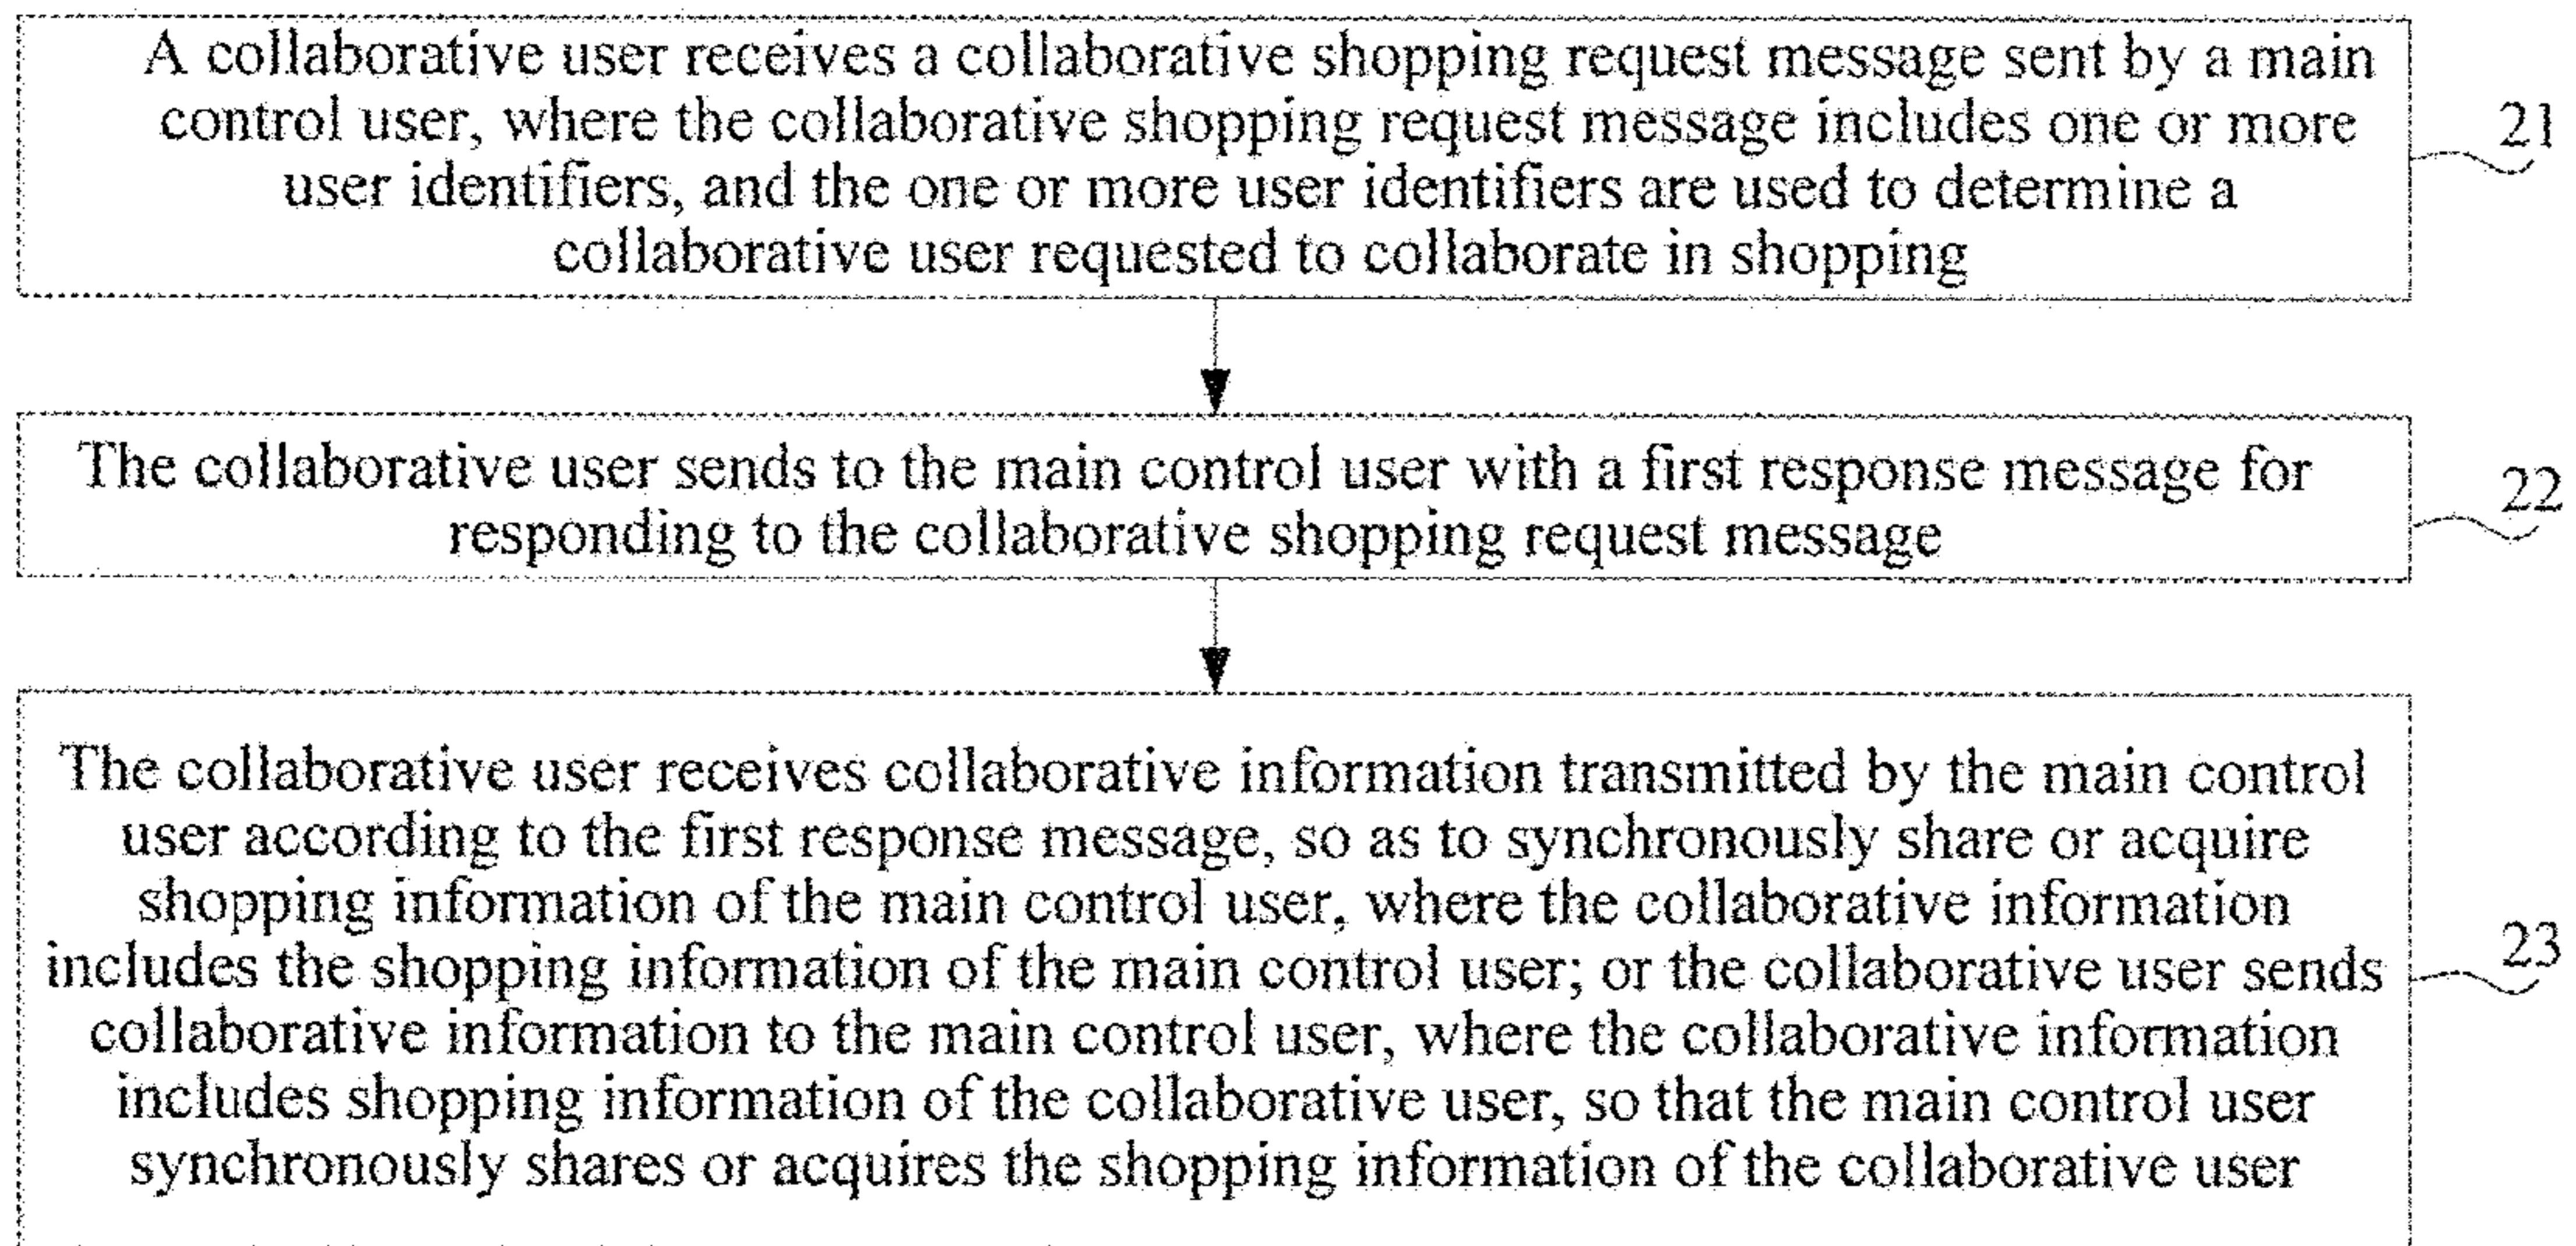 A collaborative user receives a collaborative shopping request message sent by a main
control user, where the collaborative shopping request message includes one or more
user identifiers, and the one or more user identifiers are used to determine a
collaborative user requested to collaborate in shopping
21
The collaborative user sends to the main control user with a first response message for
responding to the collaborative shopping request message
22
The collaborative user receives collaborative information transmitted by the main control
user according to the first response message, so as to synchronously share or acquire
shopping information of the main control user, where the collaborative information
includes the shopping information of the main control user; or the collaborative user sends
collaborative information to the main control user, where the collaborative information
includes shopping information of the collaborative user, so that the main control user
synchronously shares or acquires the shopping information of the collaborative user
23